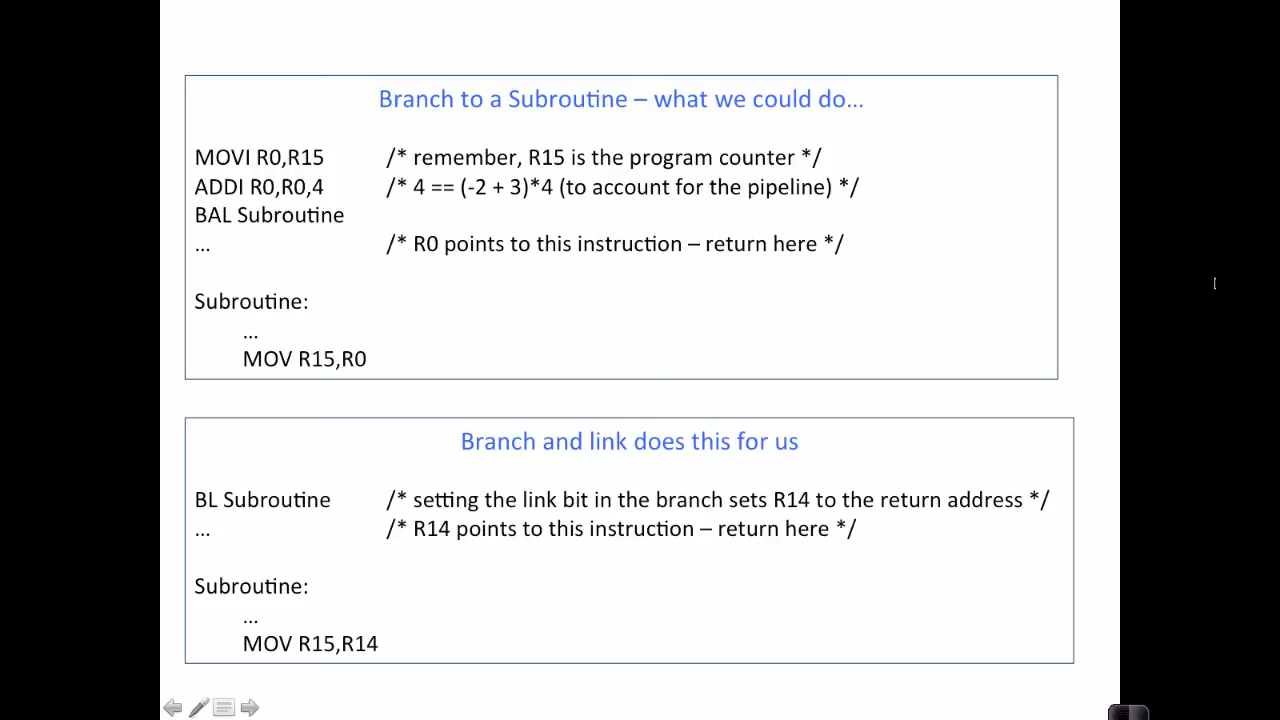 Branch to a Subroutine – what we could do...
MOVI R0,R15 /* remember, R15 is the program counter */
ADDI R0,R0,4 /* 4 == (-2 + 3)*4 (to account for the pipeline) */
BAL Subroutine
... /* R0 points to this instruction – return here */
Subroutine:
...
MOV R15,R0
Branch and link does this for us
BL Subroutine /* setting the link bit in the branch sets R14 to the return address */
... /* R14 points to this instruction – return here */
Subroutine:
...
MOV R15,R14